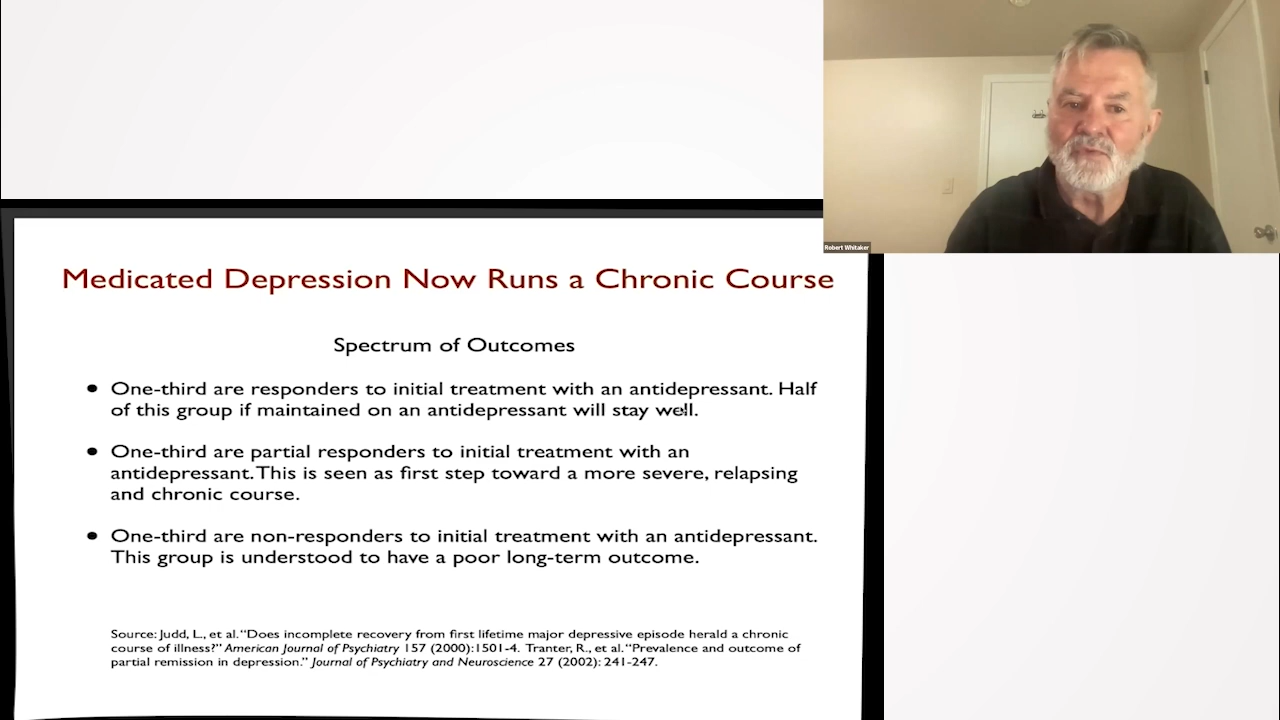 Robert Whitaker
Medicated Depression Now Runs a Chronic Course
Spectrum of Outcomes
● One-third are responders to initial treatment with an antidepressant. Half
of this group if maintained on an antidepressant will stay well.
● One-third are partial responders to initial treatment with an
antidepressant. This is seen as first step toward a more severe, relapsing
and chronic course.
● One-third are non-responders to initial treatment with an antidepressant.
This group is understood to have a poor long-term outcome.
Source: Judd, L., et al. “Does incomplete recovery from first lifetime major depressive episode herald a chronic
course of illness?” American Journal of Psychiatry 157 (2000):1501-4. Tranter, R., et al. “Prevalence and outcome of
partial remission in depression.” Journal of Psychiatry and Neuroscience 27 (2002): 241-247.